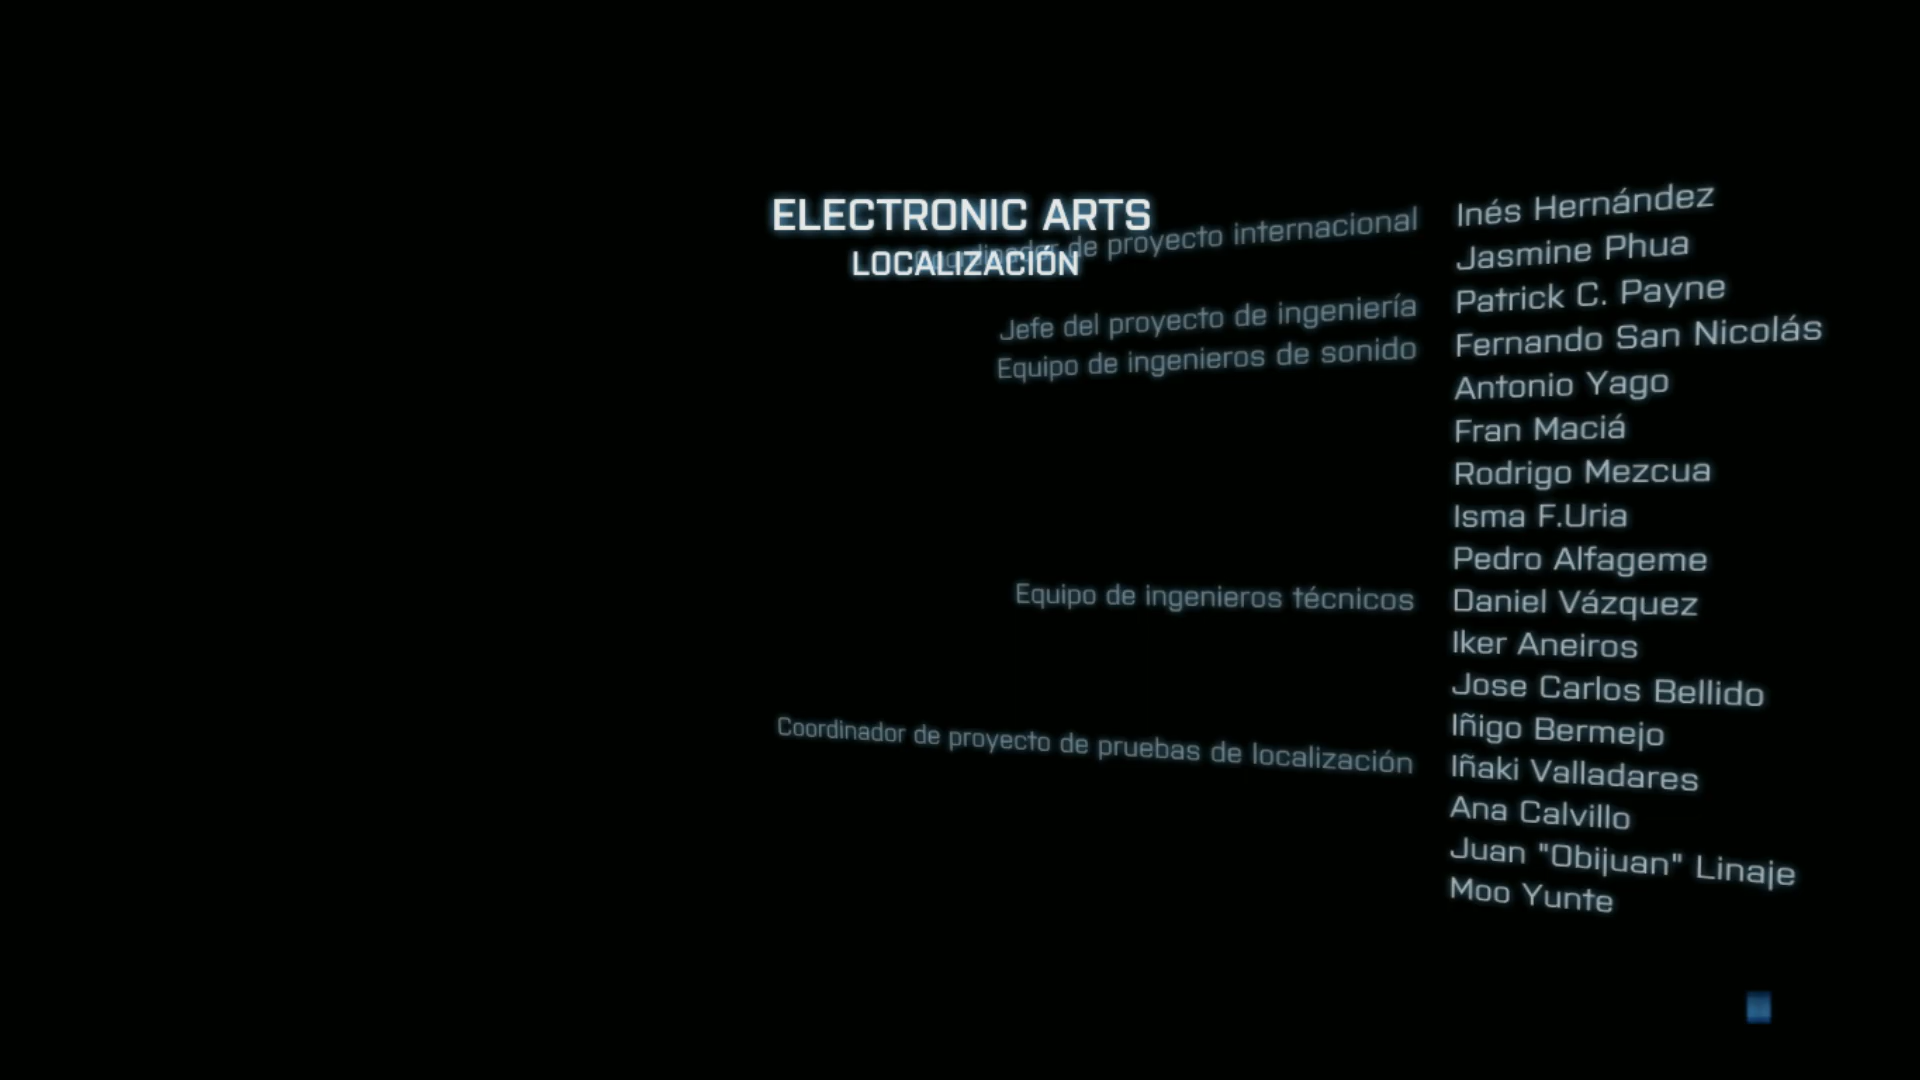 ELECTRONIC ARTS
LOCALIZACIÓN
Coordinador de proyecto internacional Inés Hernández
Jasmine Phua
Jefe del proyecto de ingeniería Patrick C. Payne
Equipo de ingenieros de sonido Fernando San Nicolás
Antonio Yago
Fran Maciá
Rodrigo Mezcua
Isma F.Uria
Pedro Alfageme
Equipo de ingenieros técnicos Daniel Vázquez
Iker Aneiros
Jose Carlos Bellido
Iñigo Bermejo
Coordinador de proyecto de pruebas de localización Iñaki Valladares
Ana Calvillo
Juan "Obijuan" Linaje
Moo Yunte